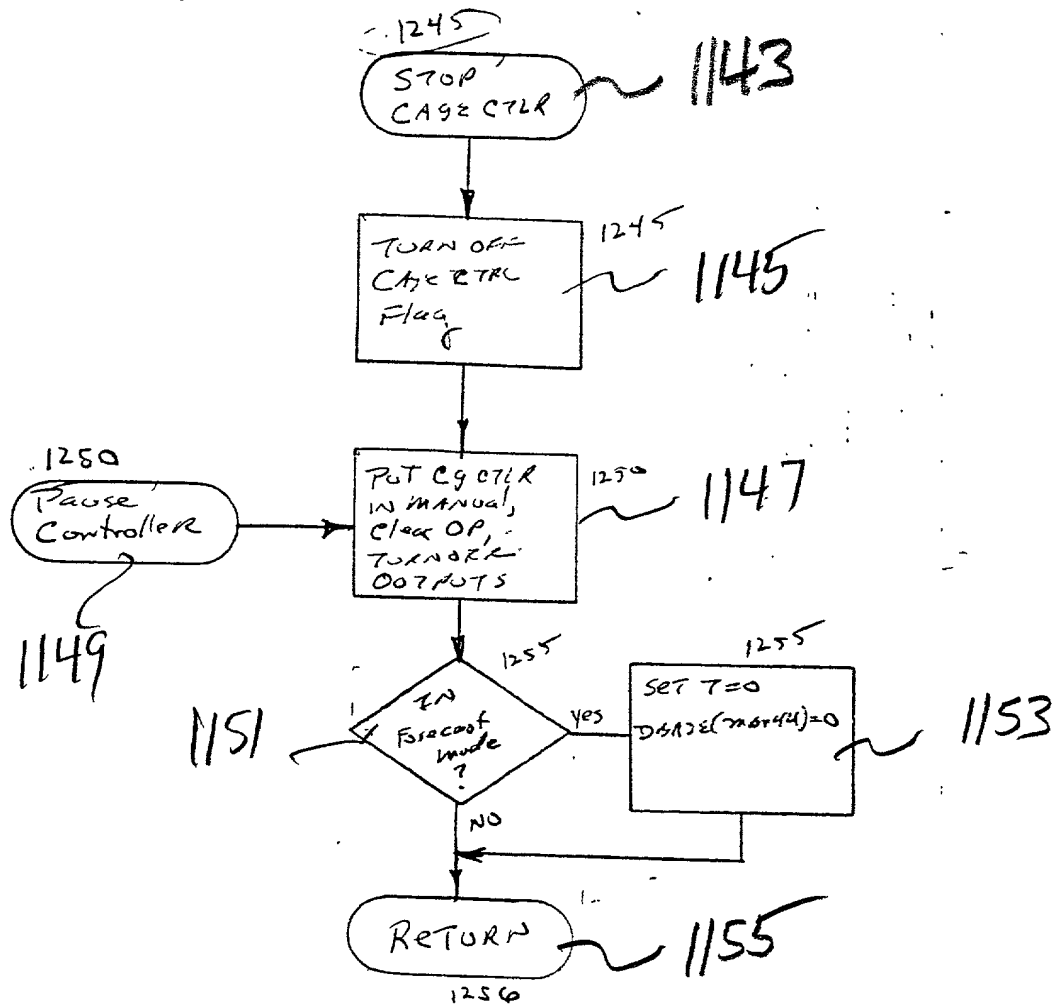 1245
STOP
CAGE CTLR
1143
TURN OFF
CAGE CTRL
Flag
1245
1145
1250
Pause
Controller
1149
PUT CG CTLR
IN MANUAL,
Clear OP,
TURN OFF
OUTPUTS
1250
1147
IN
Forecast
mode
?
1255
1151
yes
NO
1255
SET T=0
1153
RETURN
1155
1256